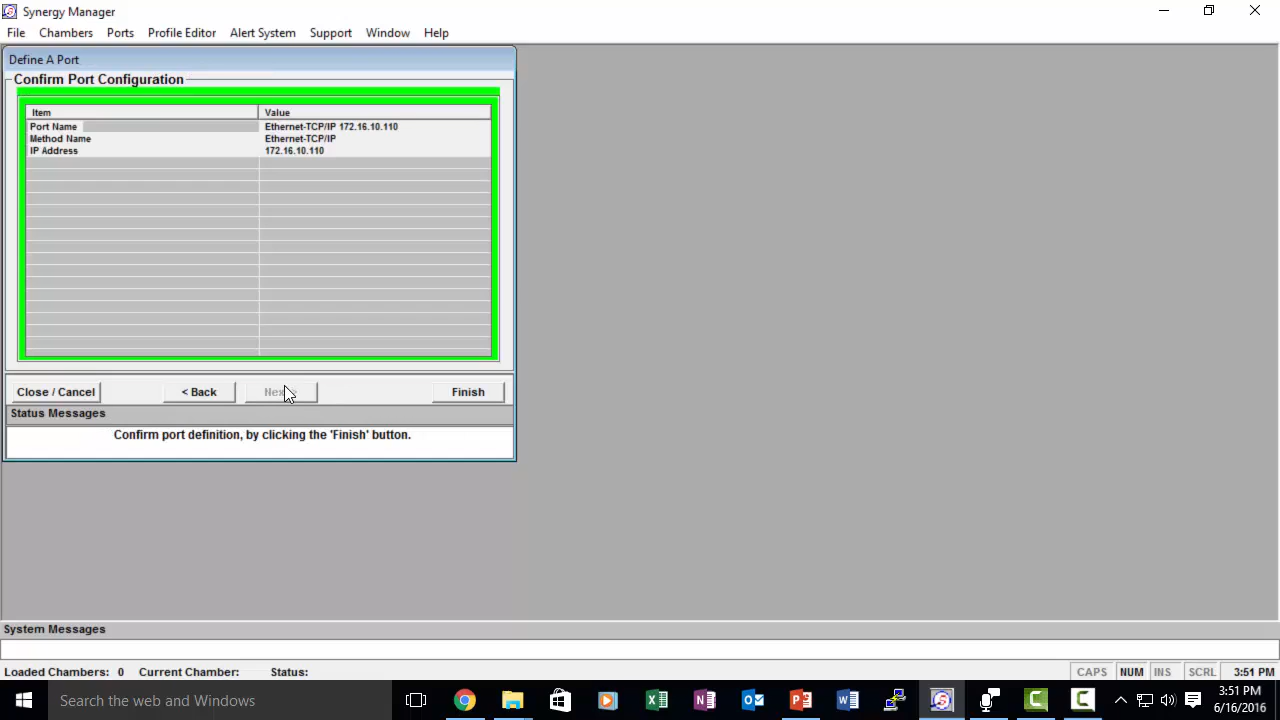 Synergy Manager
File Chambers Ports Profile Editor Alert System Support Window Help
Define A Port
Confirm Port Configuration
Item Value
Port Name Ethernet-TCP/IP 172.16.10.110
Method Name Ethernet-TCP/IP
IP Address 172.16.10.110
Close / Cancel < Back Finish
Status Messages
Confirm port definition, by clicking the 'Finish' button.
System Messages
Loaded Chambers: 0 Current Chamber: Status: CAPS NUM INS SCRL 3:51 PM
Search the web and Windows
3:51 PM
6/16/2016